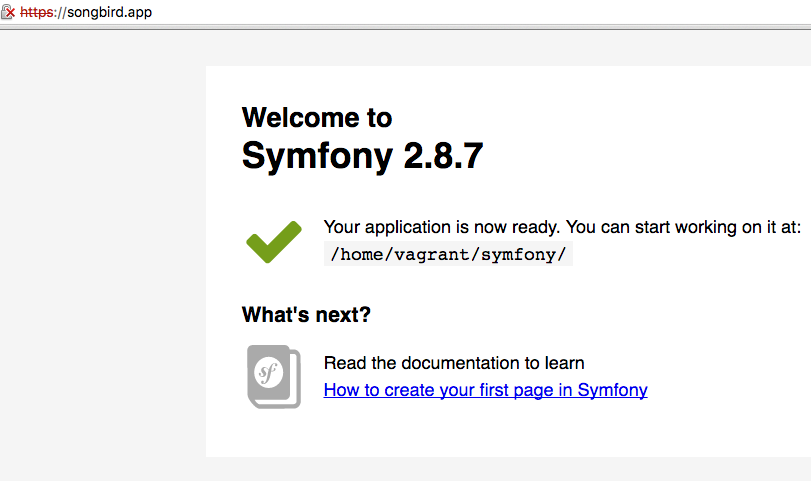 https://songbird.app
Welcome to
Symfony 2.8.7
Your application is now ready. You can start working on it at:
/home/vagrant/symfony/
What's next?
sf
Read the documentation to learn
How to create your first page in Symfony